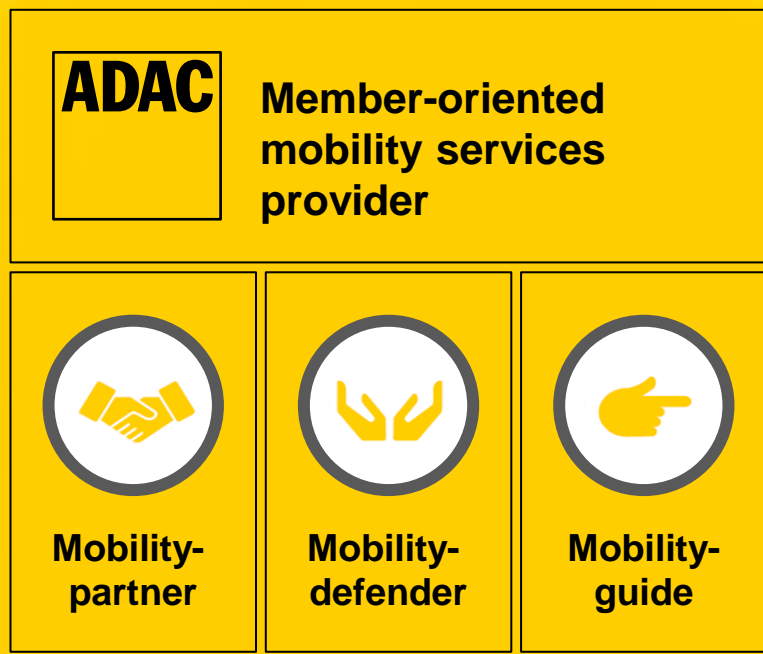 ADAC
Member-oriented
mobility services
provider
Mobility-
partner
Mobility-
defender
Mobility-
guide